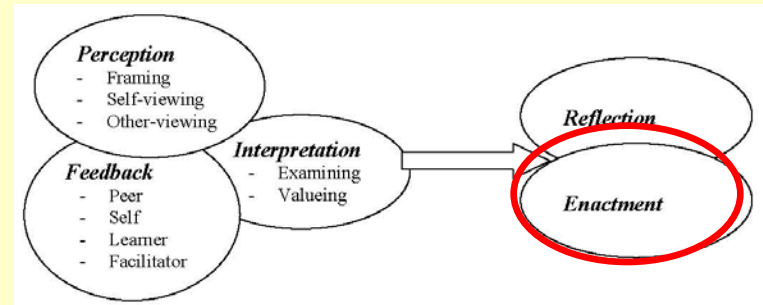 Perception
- Framing
- Self-viewing
- Other-viewing
Feedback
- Peer
- Self
- Learner
- Facilitator
Interpretation
- Examining
- Valueing
Reflection
Enactment